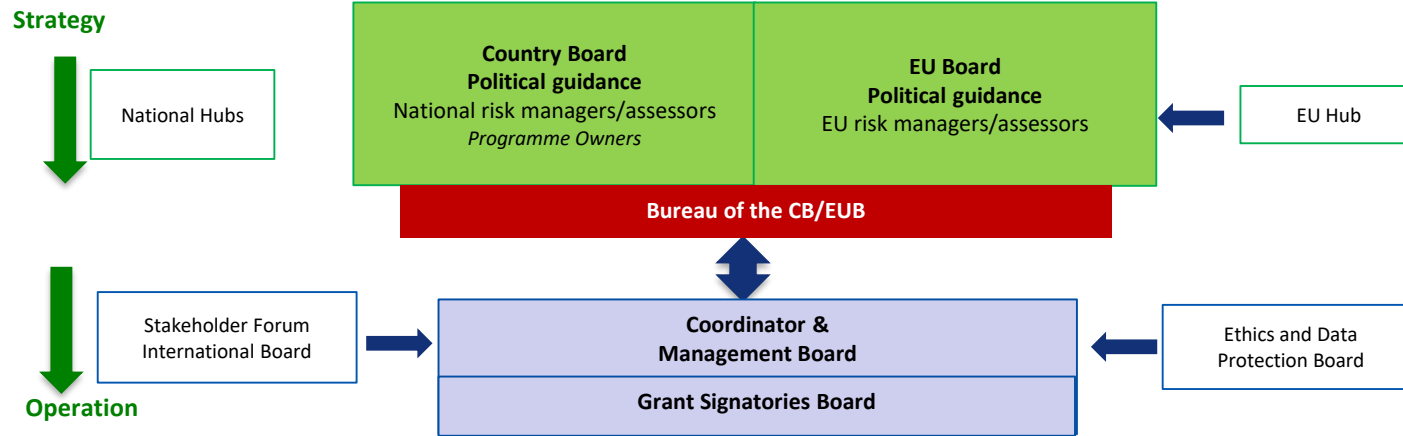 Strategy
Country Board
Political guidance
National risk managers/assessors
Programme Owners
EU Board
Political guidance
EU risk managers/assessors
National Hubs
EU Hub
Bureau of the CB/EUB
Stakeholder Forum
International Board
Coordinator &
Management Board
Ethics and Data
Protection Board
Grant Signatories Board
Operation